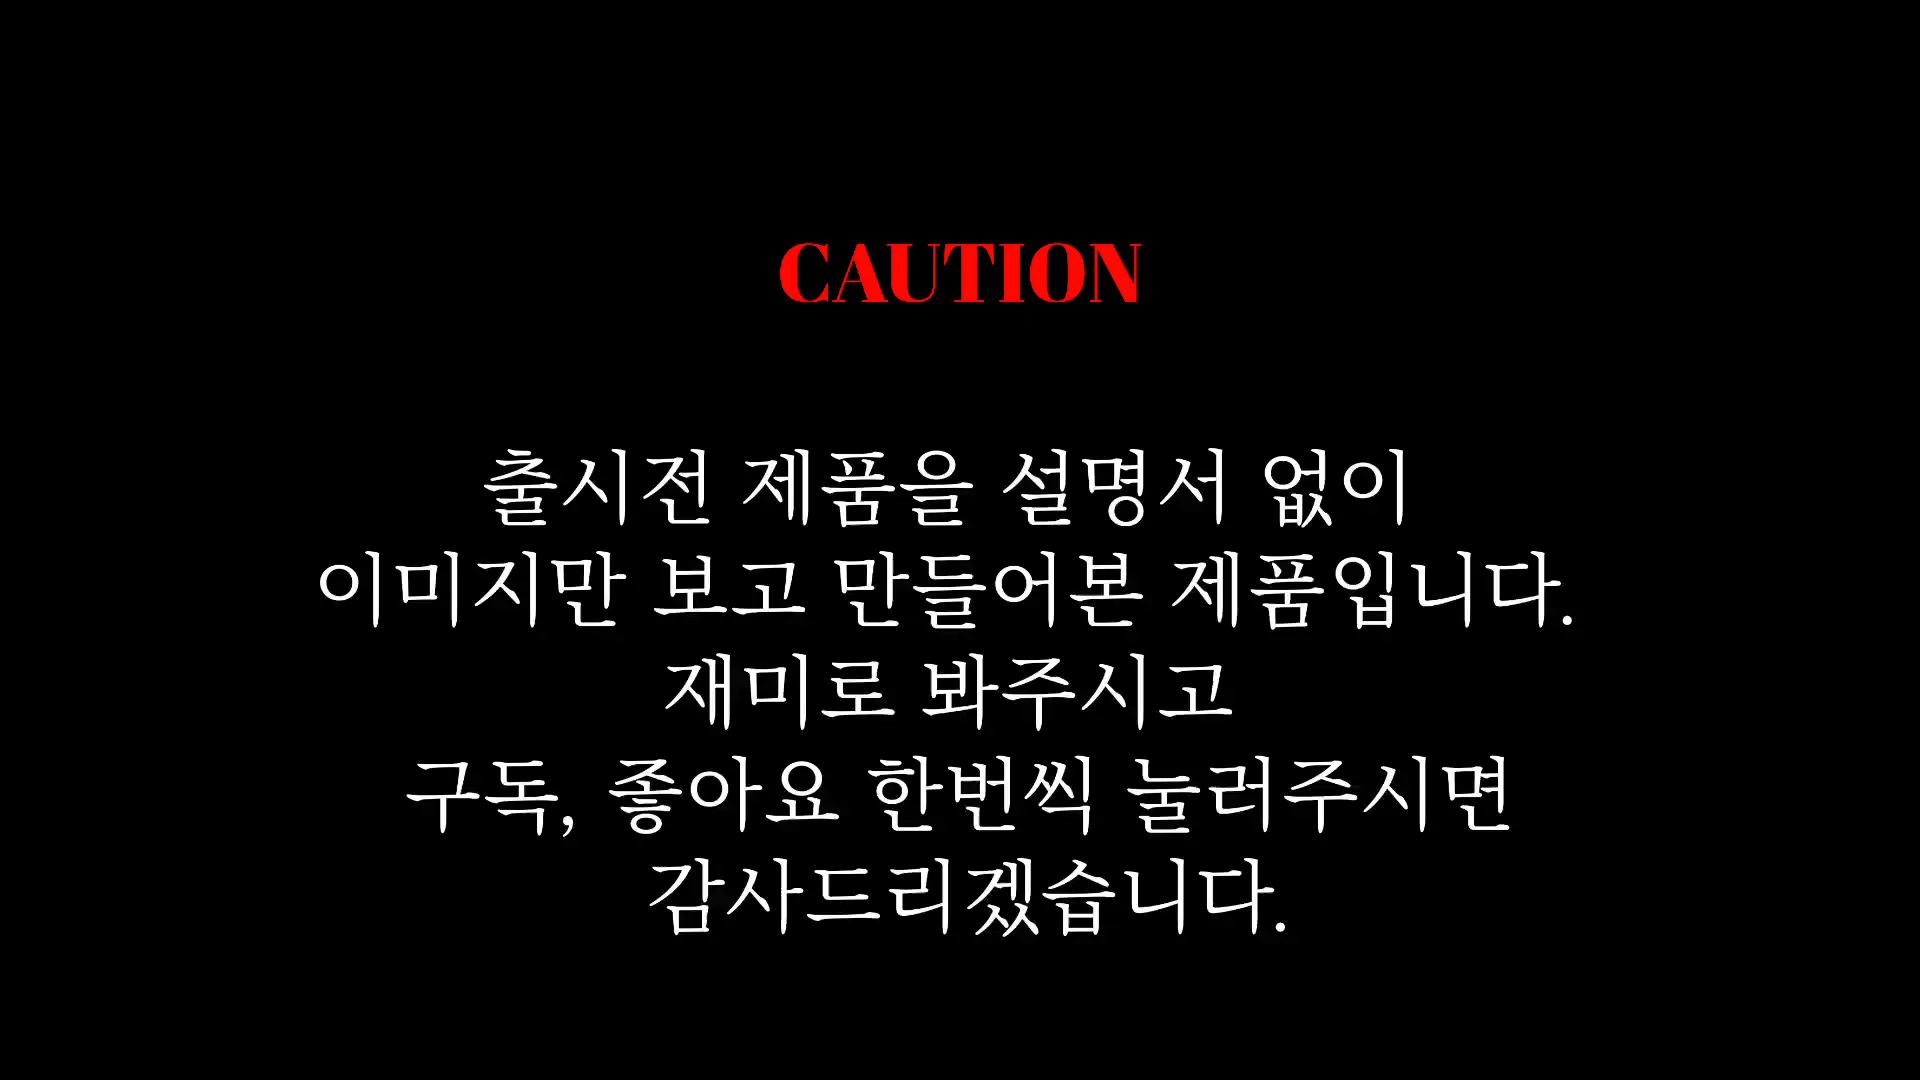 CAUTION
출시전 제품을 설명서 없이
이미지만 보고 만들어본 제품입니다.
재미로 봐주시고
구독, 좋아요 한번씩 눌러주시면
감사드리겠습니다.